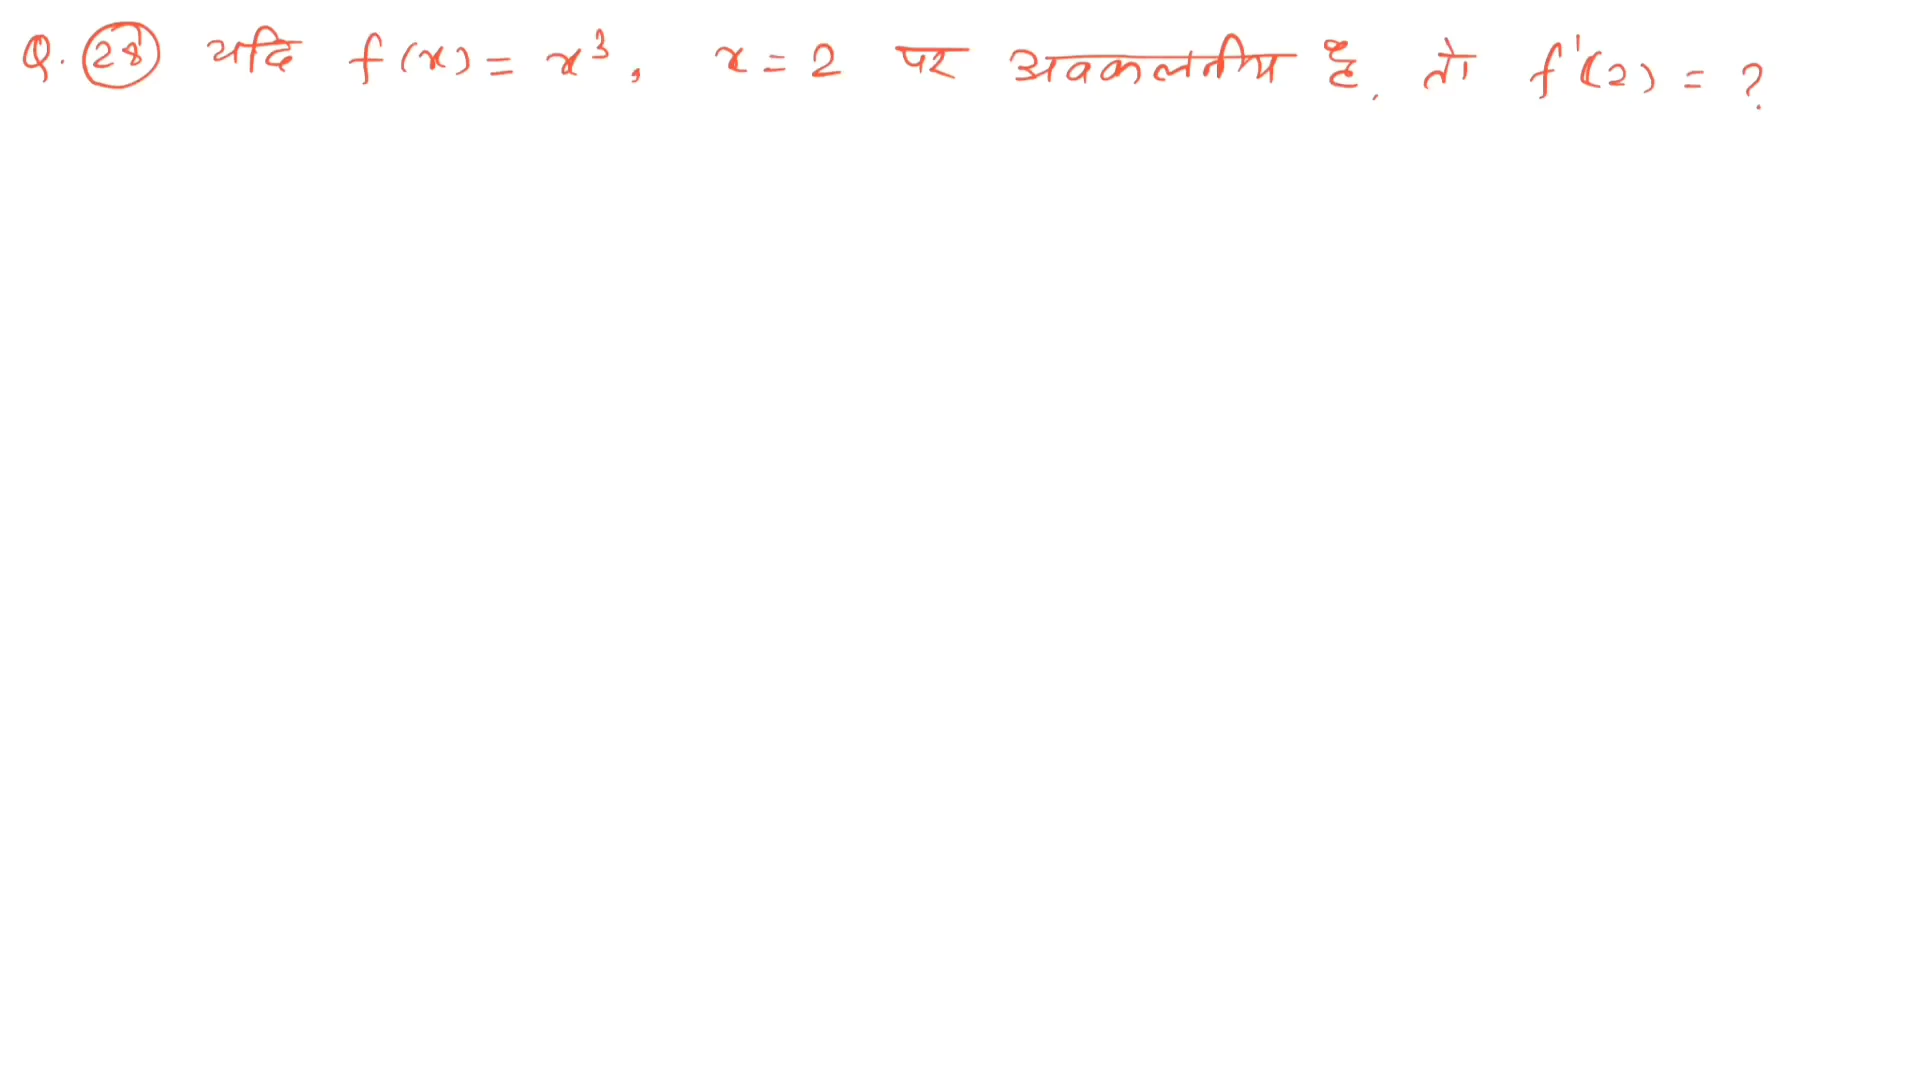 Q. 28 यदि f(x) = x³, x = 2 पर अवकलनीय है, तो f'(2) = ?